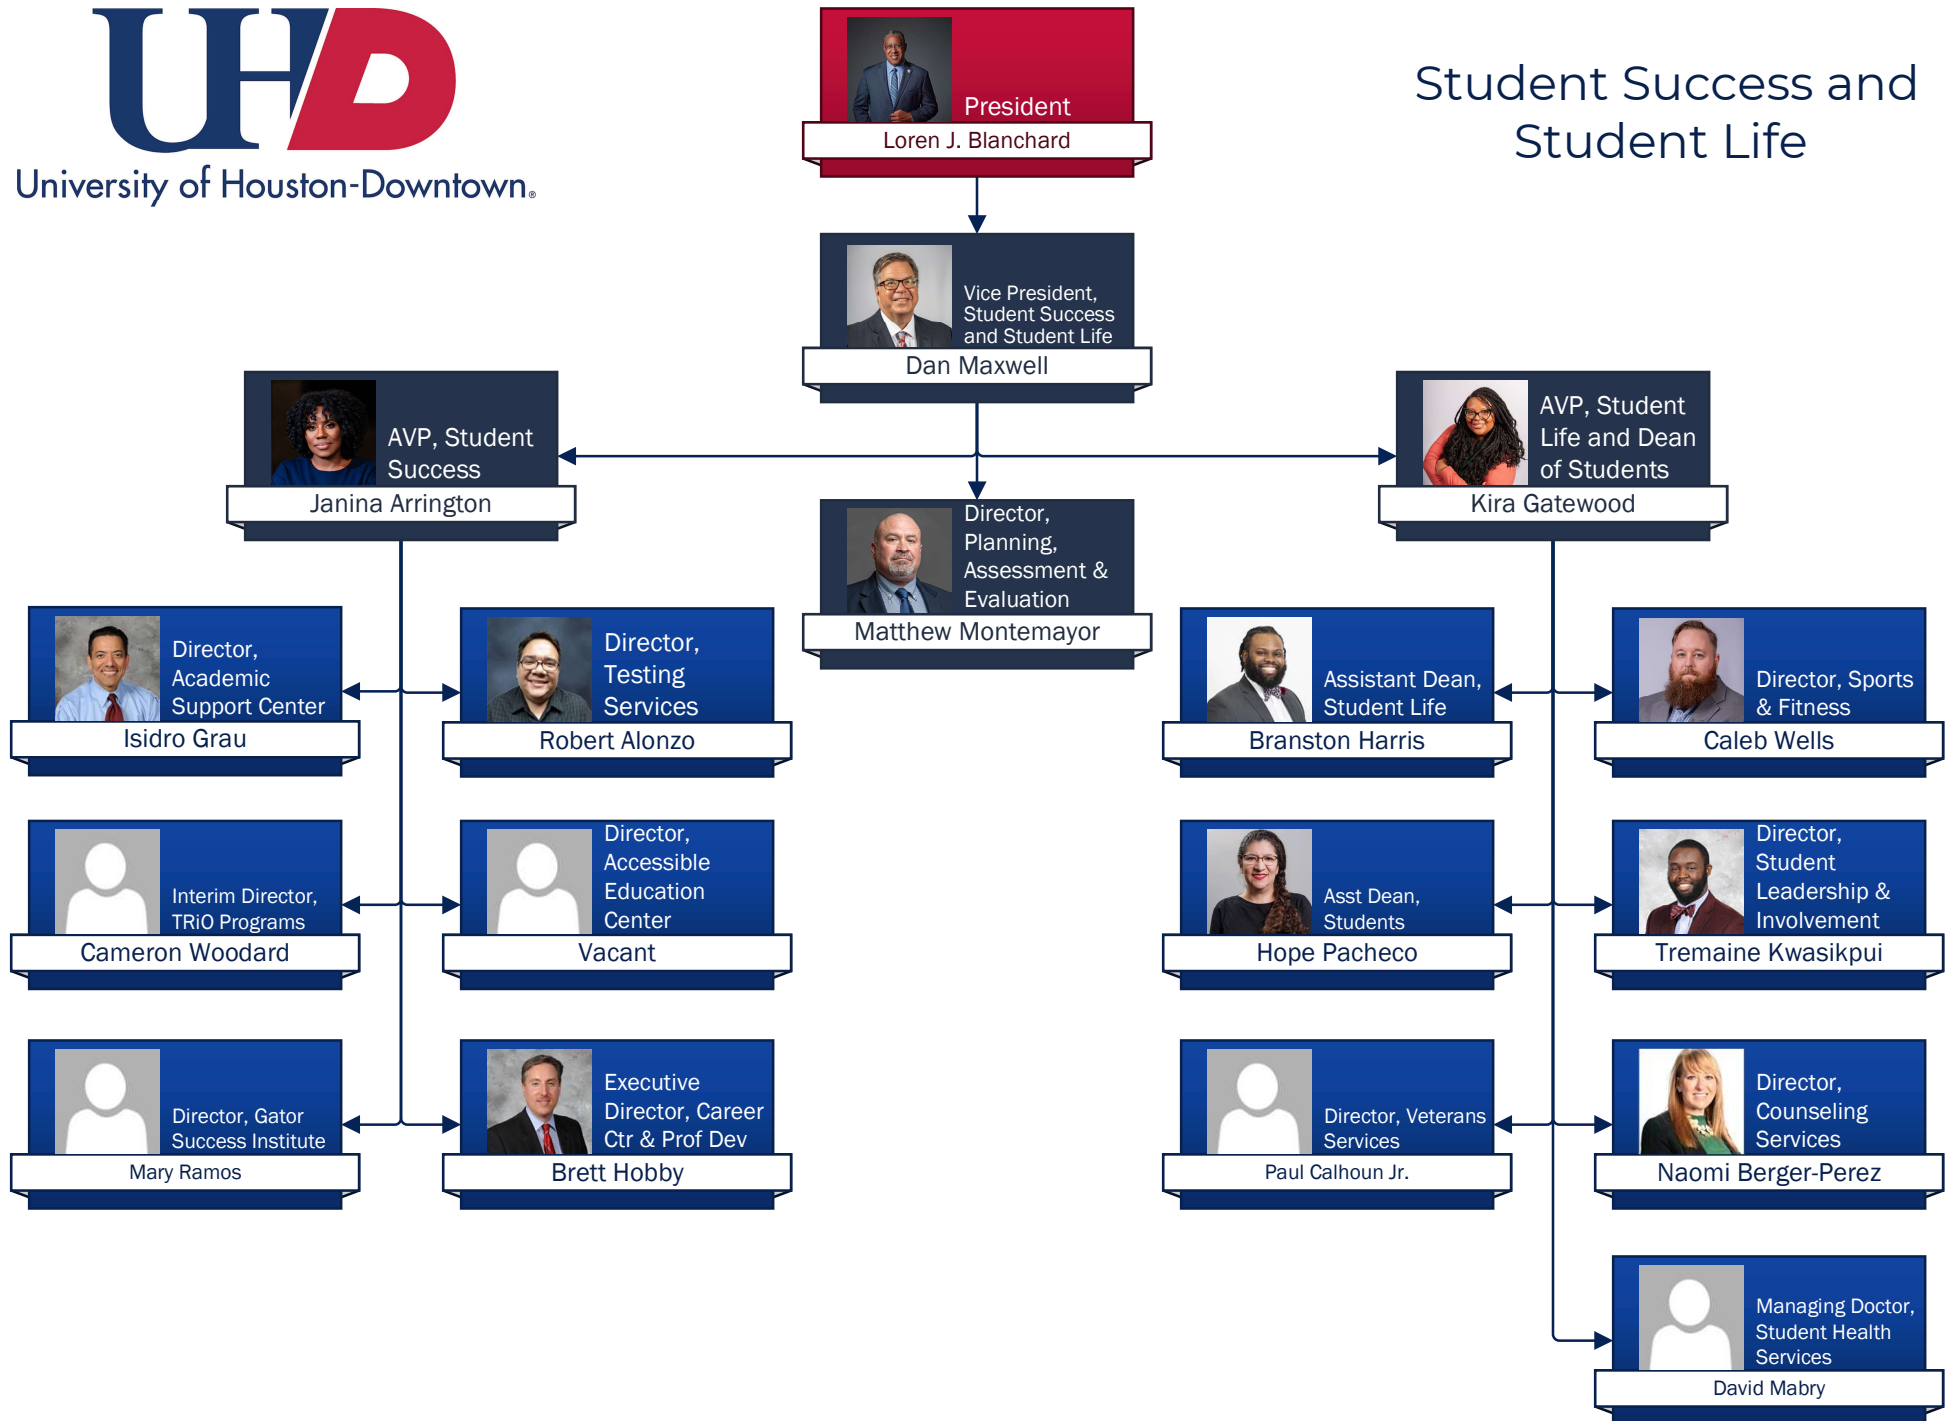 UHD
University of Houston-Downtown®
Student Success and
Student Life
President
Loren J. Blanchard
Vice President,
Student Success
and Student Life
Dan Maxwell
AVP, Student
Success
Janina Arrington
Director,
Planning,
Assessment &
Evaluation
Matthew Montemayor
AVP, Student
Life and Dean
of Students
Kira Gatewood
Director,
Academic
Support Center
Isidro Grau
Director,
Testing
Services
Robert Alonzo
Assistant Dean,
Student Life
Branston Harris
Director, Sports
& Fitness
Caleb Wells
Interim Director,
TRiO Programs
Cameron Woodard
Director,
Accessible
Education
Center
Vacant
Asst Dean,
Students
Hope Pacheco
Director,
Student
Leadership &
Involvement
Tremaine Kwasikpui
Director, Gator
Success Institute
Mary Ramos
Executive
Director, Career
Ctr & Prof Dev
Brett Hobby
Director, Veterans
Services
Paul Calhoun Jr.
Director,
Counseling
Services
Naomi Berger-Perez
Managing Doctor,
Student Health
Services
David Mabry